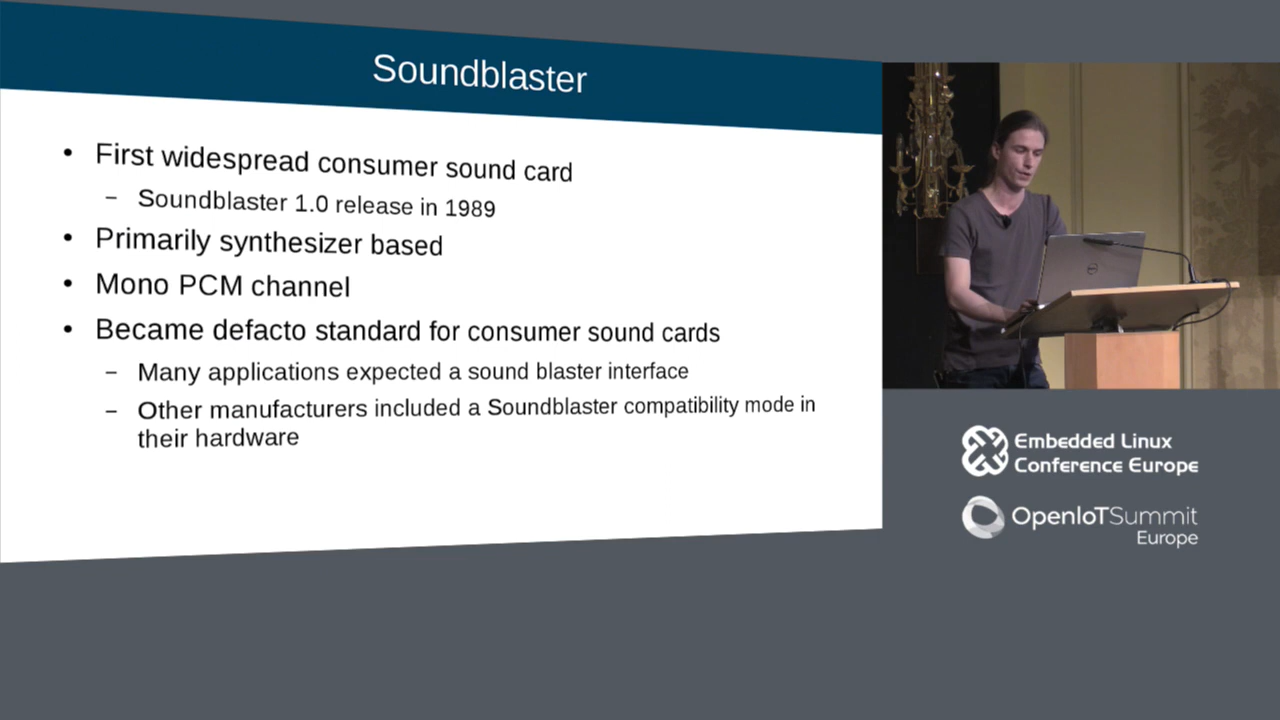 Soundblaster
• First widespread consumer sound card
– Soundblaster 1.0 release in 1989
• Primarily synthesizer based
• Mono PCM channel
• Became defacto standard for consumer sound cards
– Many applications expected a sound blaster interface
– Other manufacturers included a Soundblaster compatibility mode in
their hardware
Embedded Linux
Conference Europe
OpenIoTSummit
Europe